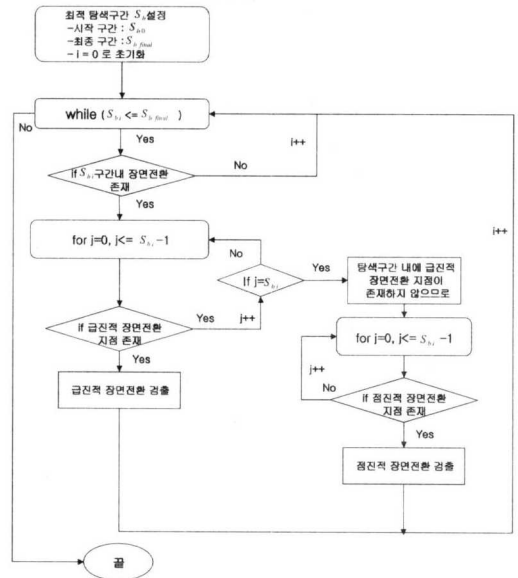 최적 탐색구간 S_b 설정
-시작 구간 : S_b0
-최종 구간 : S_b final
- i = 0 로 초기화
while (S_bi <= S_b final )
No
Yes
i++
if S_bi 구간내 장면전환
존재
No
Yes
i++
for j=0, j<= S_bi -1
No
If j=S_bi
Yes
탐색구간 내에 급진적
장면전환 지점이
존재하지 않으므로
if 급진적 장면전환
지점 존재
Yes
j++
for j=0, j<= S_bi -1
j++
No
Yes
급진적 장면전환 검출
if 점진적 장면전환
지점 존재
Yes
점진적 장면전환 검출
끝